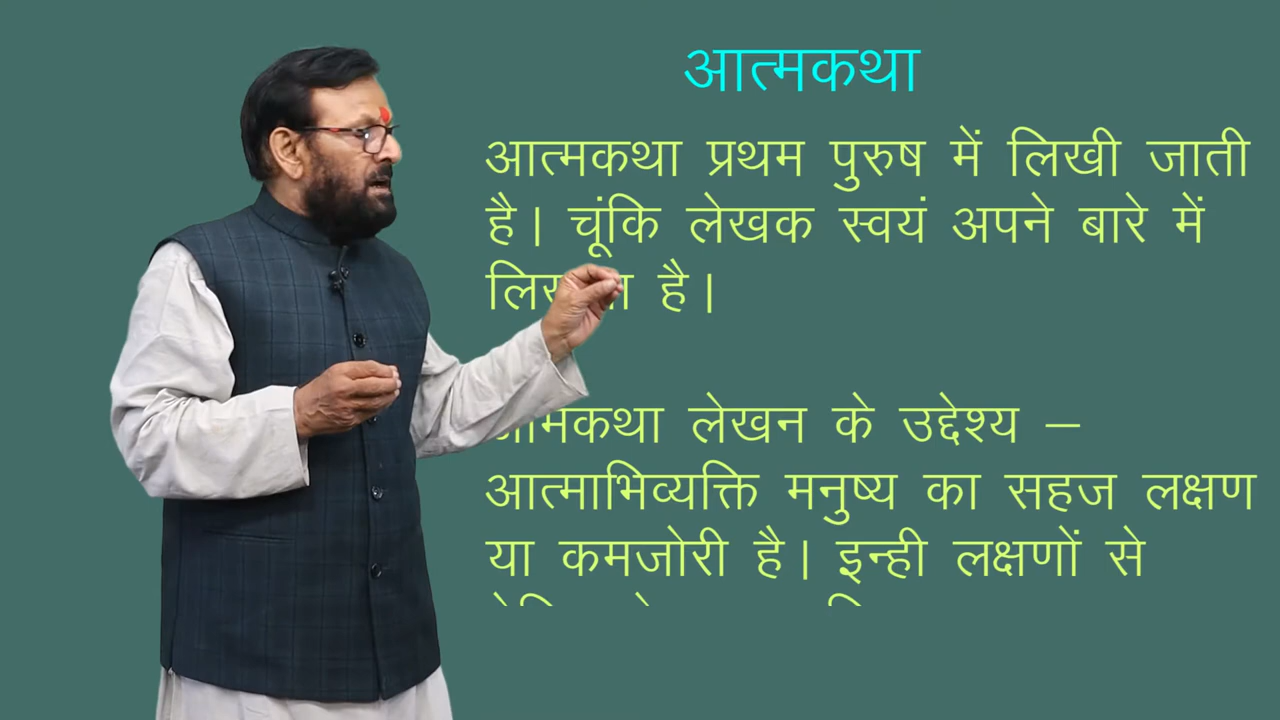 आत्मकथा
आत्मकथा प्रथम पुरुष में लिखी जाती
है। चूंकि लेखक स्वयं अपने बारे में
है।
लेखन के उद्देश्य –
आत्माभिव्यक्ति मनुष्य का सहज लक्षण
या कमजोरी है। इन्ही लक्षणों से